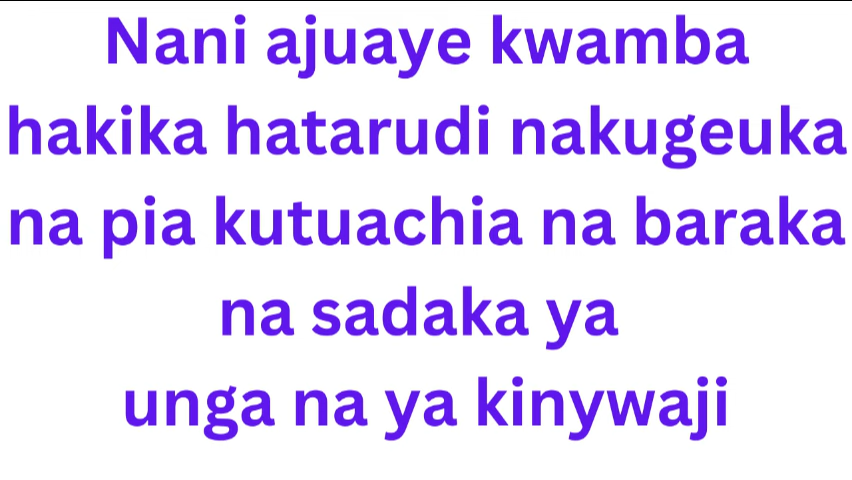 Nani ajuaye kwamba
hakika hatarudi nakugeuka
na pia kutuachia na baraka
na sadaka ya
unga na ya kinywaji